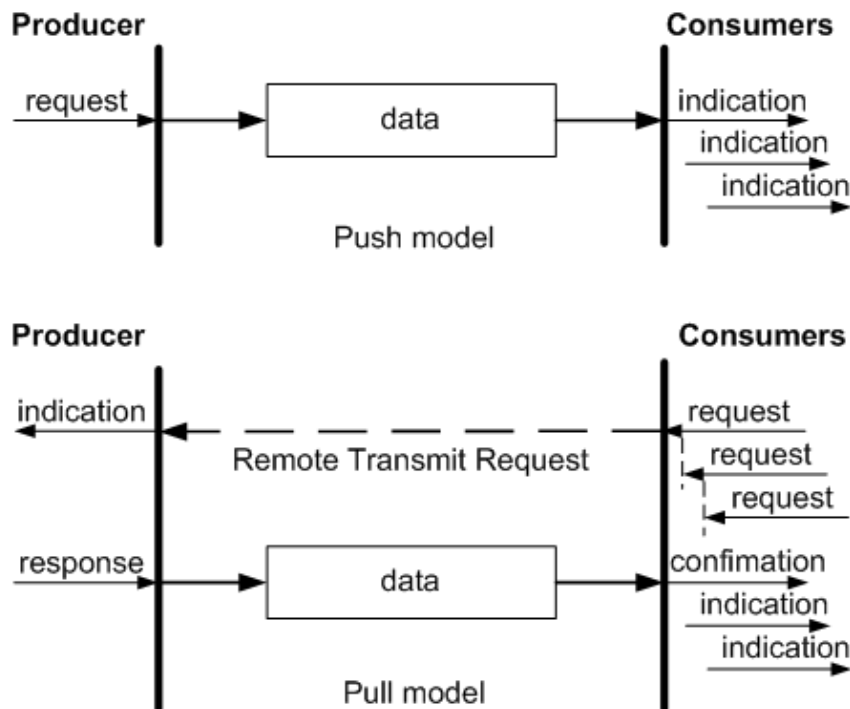 Producer
Consumers
request
data
indication
indication
indication
Push model
Producer
Consumers
indication
request
Remote Transmit Request
request
request
response
data
confimation
indication
indication
Pull model